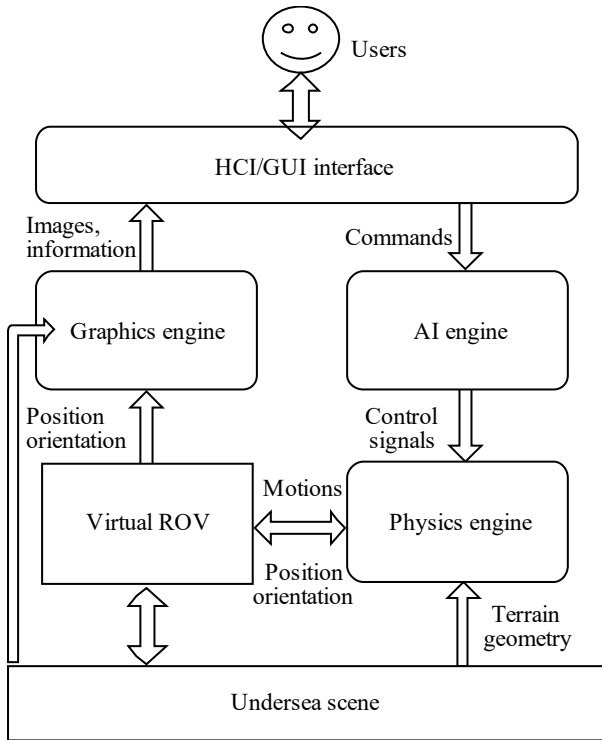 Users
HCI/GUI interface
Images,
information
Commands
Graphics engine
AI engine
Position
orientation
Control
signals
Virtual ROV
Motions
Physics engine
Position
orientation
Terrain
geometry
Undersea scene